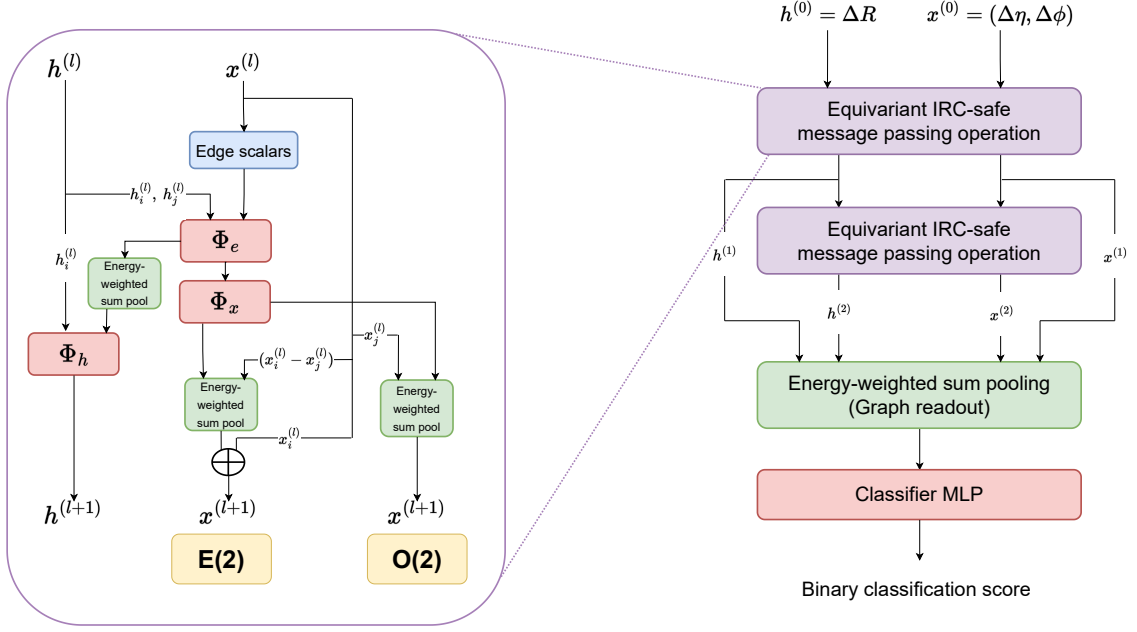 h^{(l)}
x^{(l)}
Edge scalars
h_i^{(l)}, h_j^{(l)}
Φ_e
h_i^{(l)}
Energy-
weighted
sum pool
Φ_x
Φ_h
x_j^{(l)}
(x_i^{(l)} − x_j^{(l)})
Energy-
weighted
sum pool
Energy-
weighted
sum pool
x_i^{(l)}
h^{(l+1)}
x^{(l+1)}
x^{(l+1)}
E(2)
O(2)
h^{(0)} = ΔR
x^{(0)} = (Δη, Δϕ)
Equivariant IRC-safe
message passing operation
Equivariant IRC-safe
message passing operation
h^{(1)}
x^{(1)}
h^{(2)}
x^{(2)}
Energy-weighted sum pooling
(Graph readout)
Classifier MLP
Binary classification score